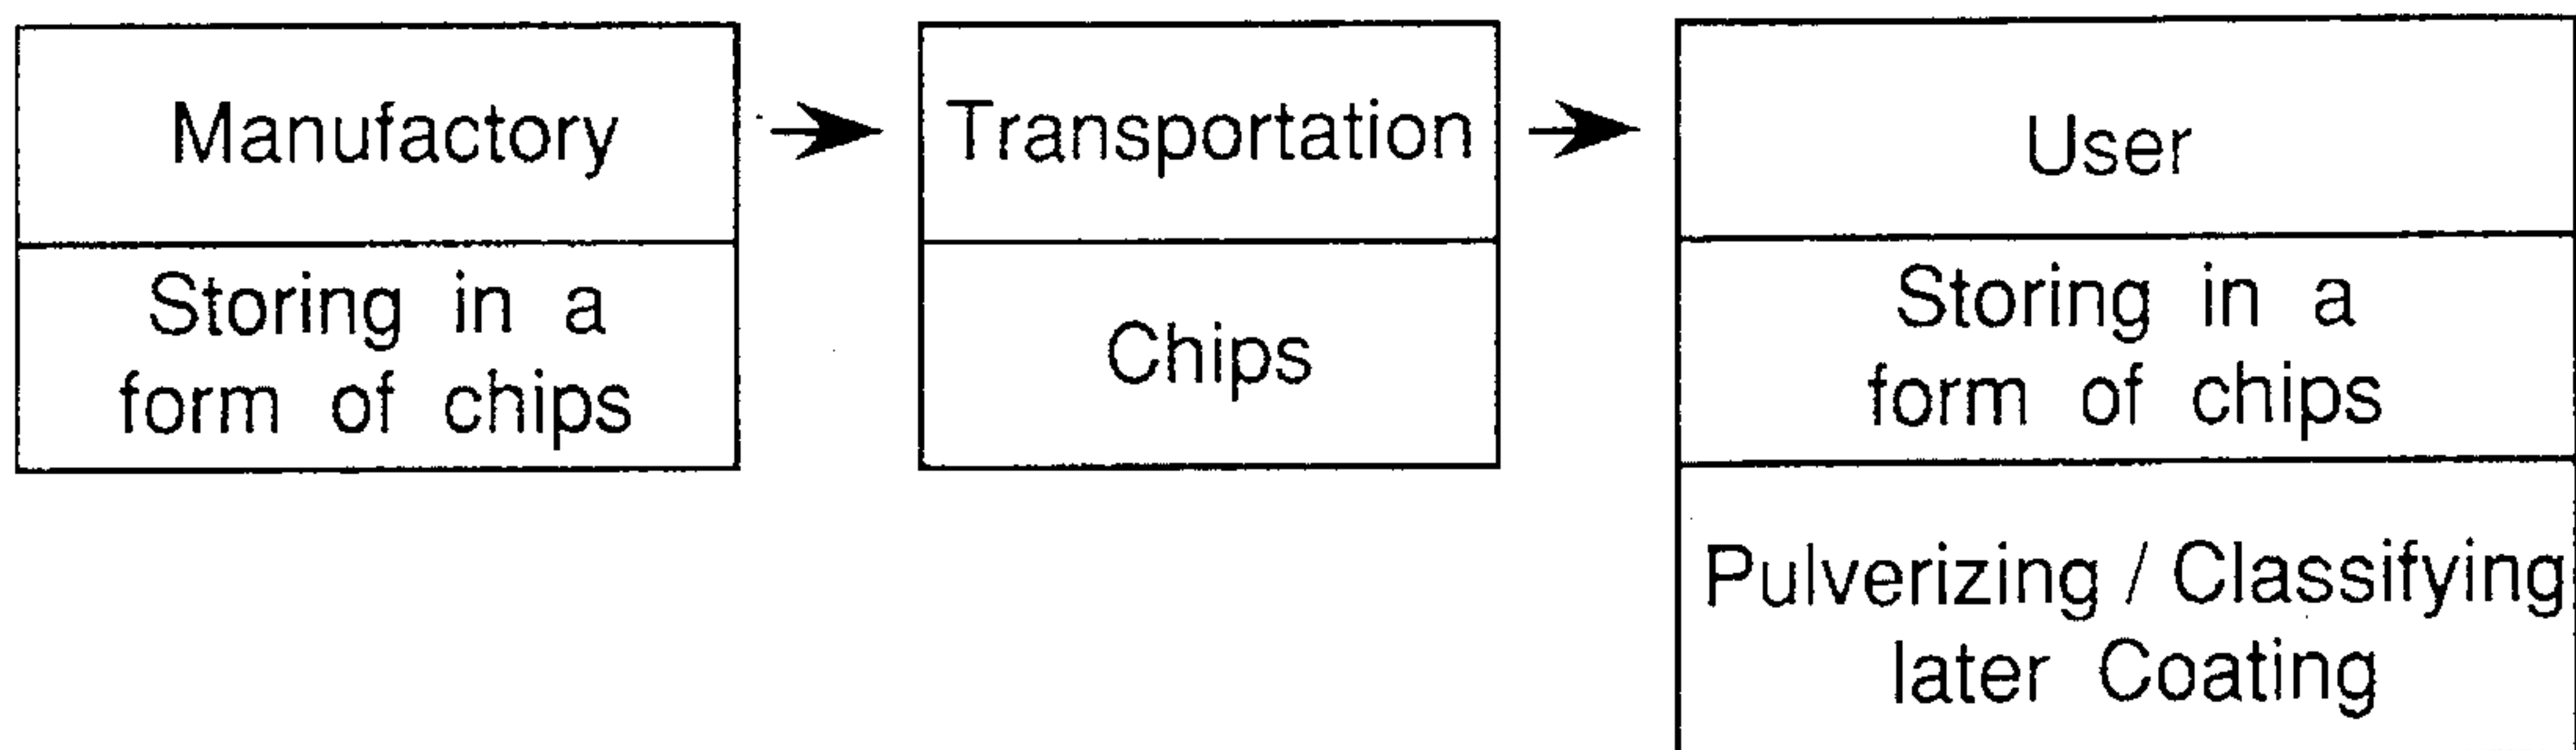 Manufactory
Storing in a
form of chips
Transportation
Chips
User
Storing in a
form of chips
Pulverizing / Classifying
later Coating